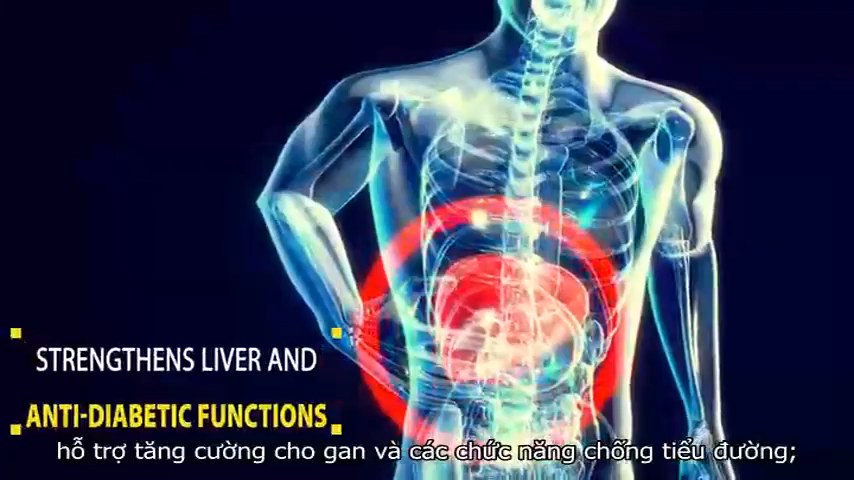 STRENGTHENS LIVER AND
ANTI-DIABETIC FUNCTIONS
hỗ trợ tăng cường cho gan và các chức năng chống tiểu đường;